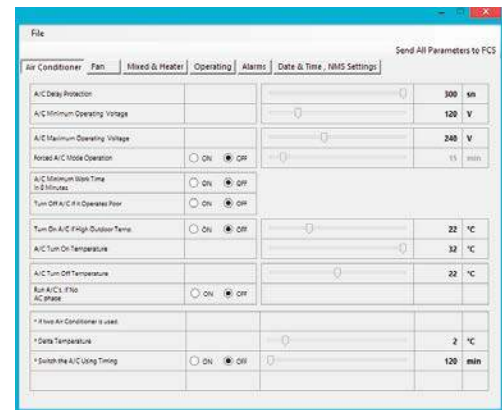 File
Send All Parameters to FCS
Air Conditioner Fan Mixed & Heater Operating Alarms Date & Time , NMS Settings
A/C Delay Protection 300 sn
A/C Minimum Operating Voltage 120 V
A/C Maximum Operating Voltage 240 V
Forced A/C Mode Operation ON OFF 15 min
A/C Minimum Work Time
In 8 Minutes ON OFF
Turn Off A/C if it Operates Poor ON OFF
Turn On A/C if High Outdoor Temp. ON OFF 22 °C
A/C Turn On Temperature 32 °C
A/C Turn Off Temperature 22 °C
Run A/C's, if No
AC phase ON OFF
* If two Air Conditioner is used.
* Delta Temperature 2 °C
* Switch the A/C Using Timing ON OFF 120 min